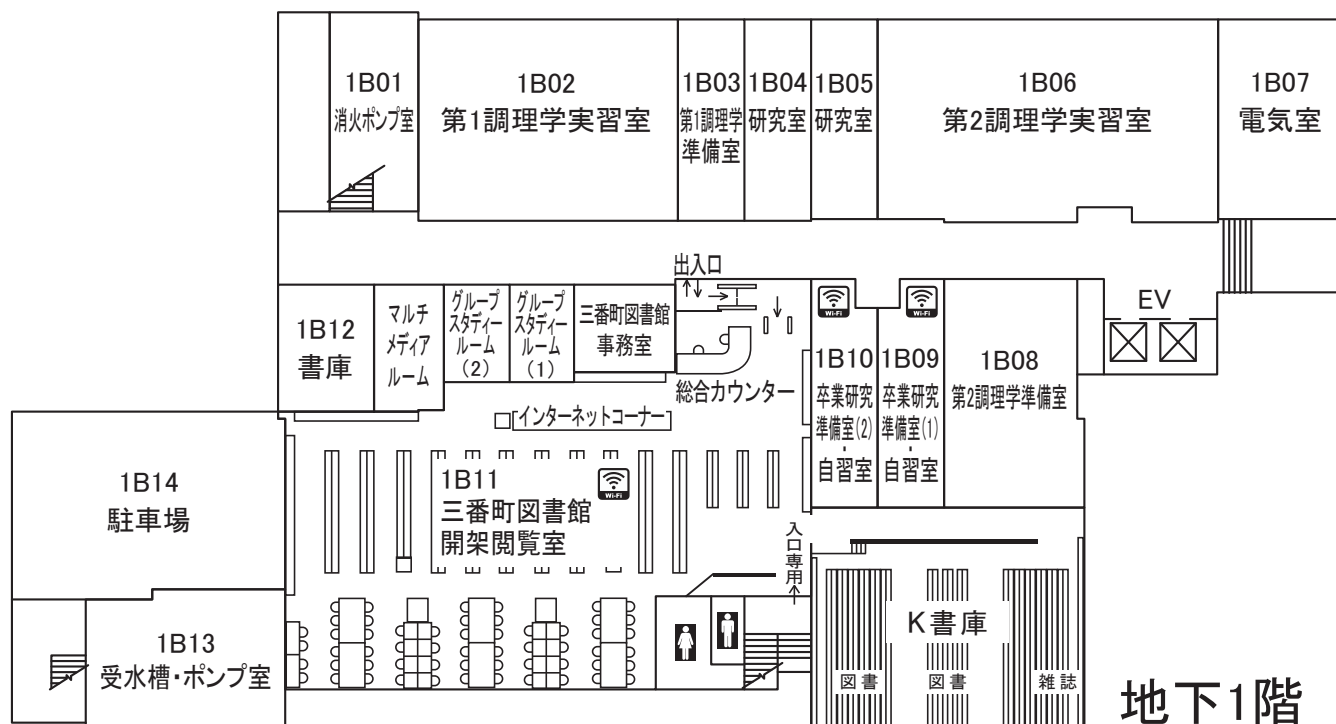 1B01
消火ポンプ室
1B02
第1調理学実習室
1B03
第1調理学
準備室
1B04
研究室
1B05
研究室
1B06
第2調理学実習室
1B07
電気室
出入口
EV
1B12
書庫
マルチ
メディア
ルーム
グループ
スタディー
ルーム
(2)
グループ
スタディー
ルーム
(1)
三番町図書館
事務室
総合カウンター
Wi-Fi
1B10
卒業研究
準備室(2)
・
自習室
Wi-Fi
1B09
卒業研究
準備室(1)
・
自習室
1B08
第2調理学準備室
インターネットコーナー
1B14
駐車場
1B11
三番町図書館
開架閲覧室
Wi-Fi
入口専用
1B13
受水槽・ポンプ室
K書庫
図書
図書
雑誌
地下1階